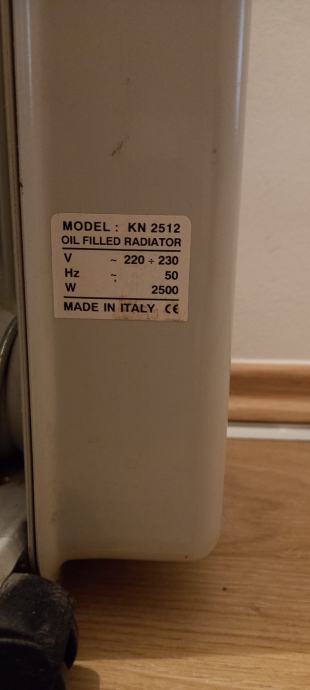 MODEL : KN 2512
OIL FILLED RADIATOR
V ~ 220 ÷ 230
Hz ~ 50
W 2500
MADE IN ITALY CE